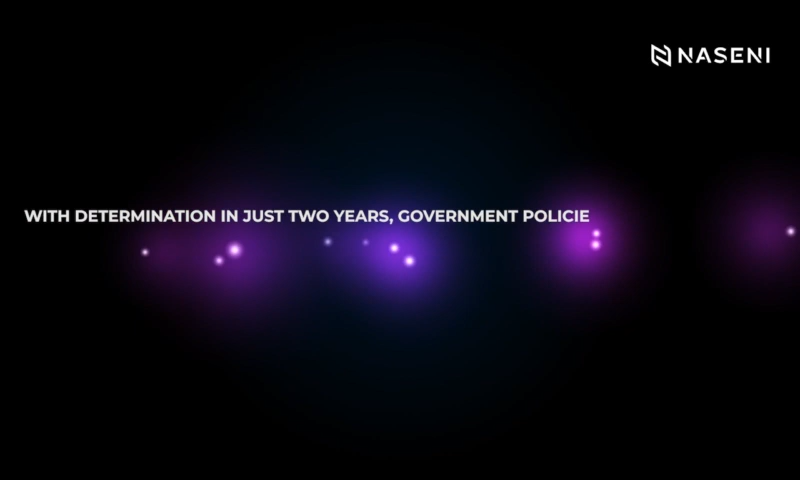 NASENI
WITH DETERMINATION IN JUST TWO YEARS, GOVERNMENT POLICIE